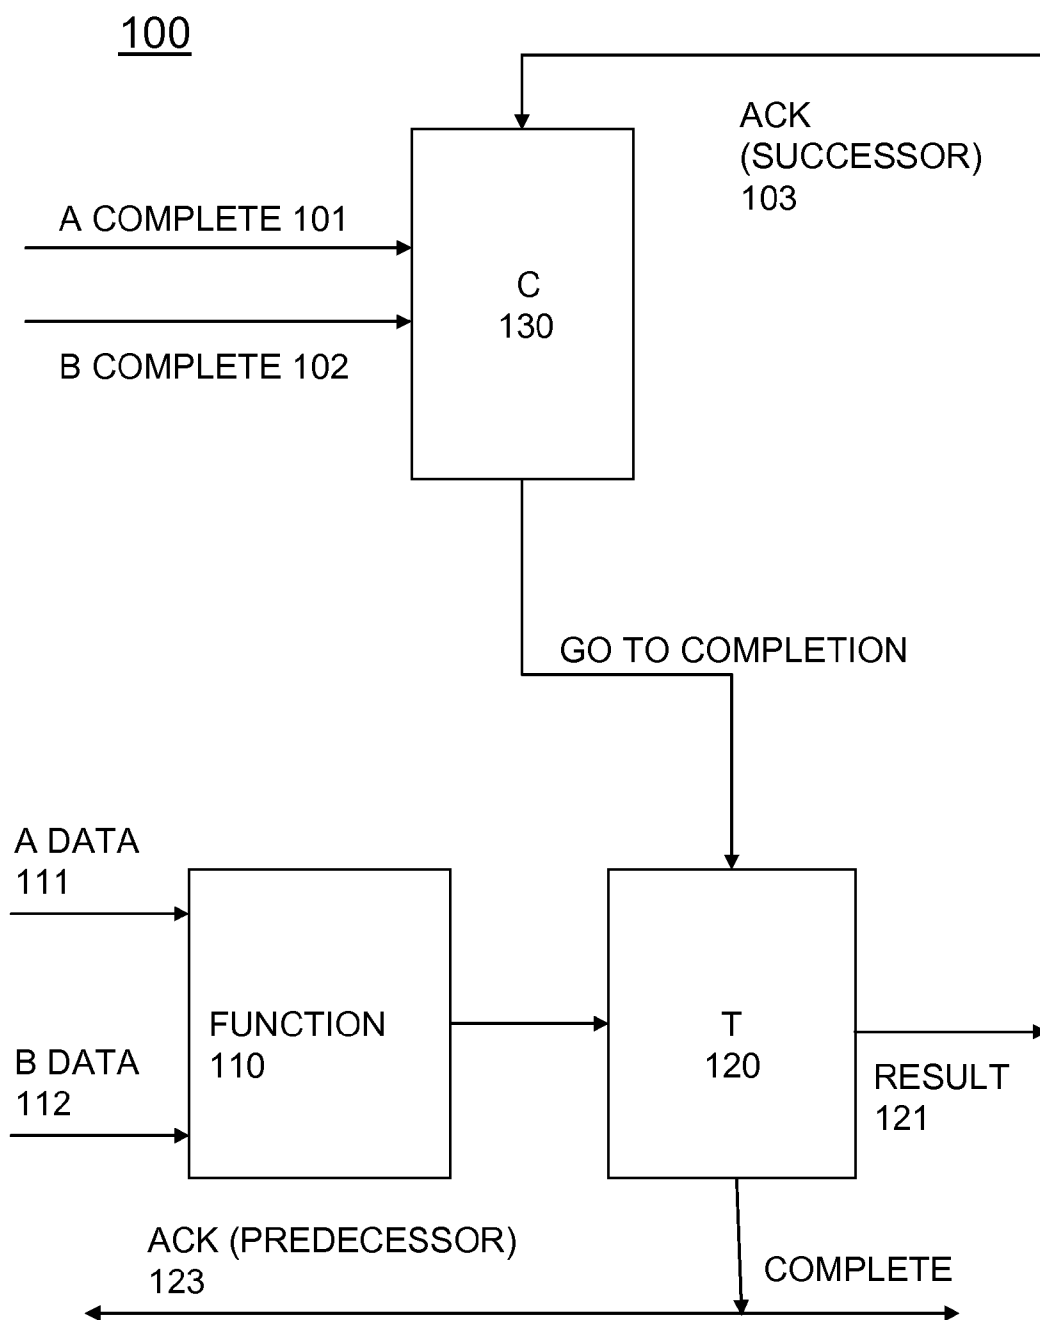 100
ACK
(SUCCESSOR)
103
A COMPLETE 101
C
130
B COMPLETE 102
GO TO COMPLETION
A DATA
111
FUNCTION
110
T
120
B DATA
112
RESULT
121
ACK (PREDECESSOR)
123
COMPLETE